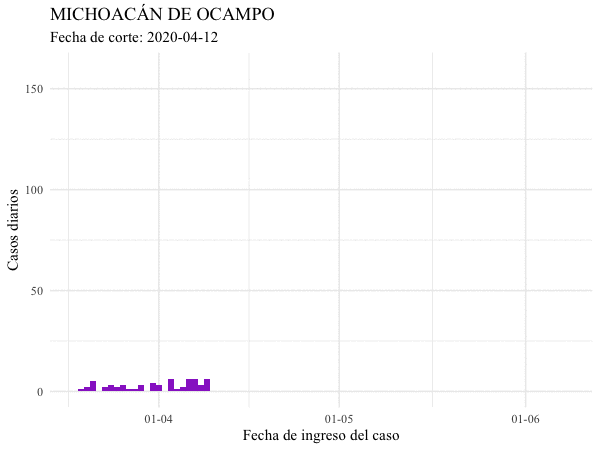 MICHOACÁN DE OCAMPO
Fecha de corte: 2020-04-12
Casos diarios
150
100
50
0
01-04
01-05
01-06
Fecha de ingreso del caso